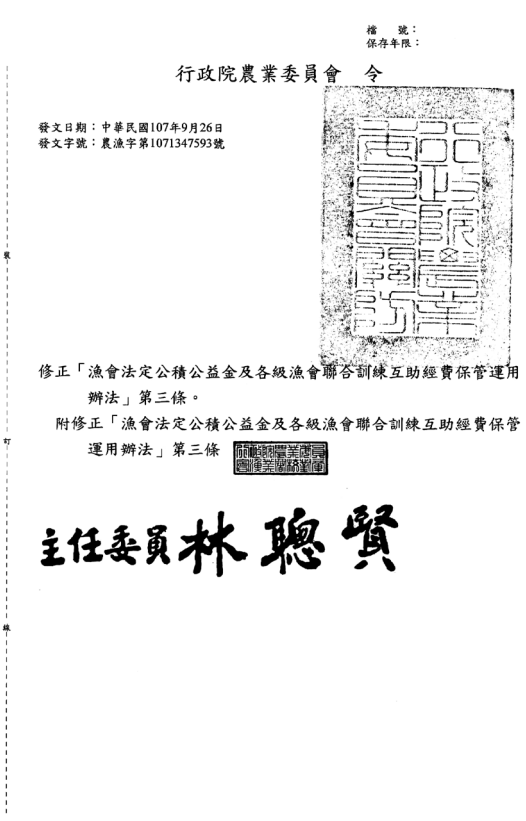 檔　　號：
保存年限：
行政院農業委員會　令
發文日期：中華民國107年9月26日
發文字號：農漁字第1071347593號
裝
修正「漁會法定公積公益金及各級漁會聯合訓練互助經費保管運用
辦法」第三條。
附修正「漁會法定公積公益金及各級漁會聯合訓練互助經費保管
訂
運用辦法」第三條
主任委員林聰賢
線